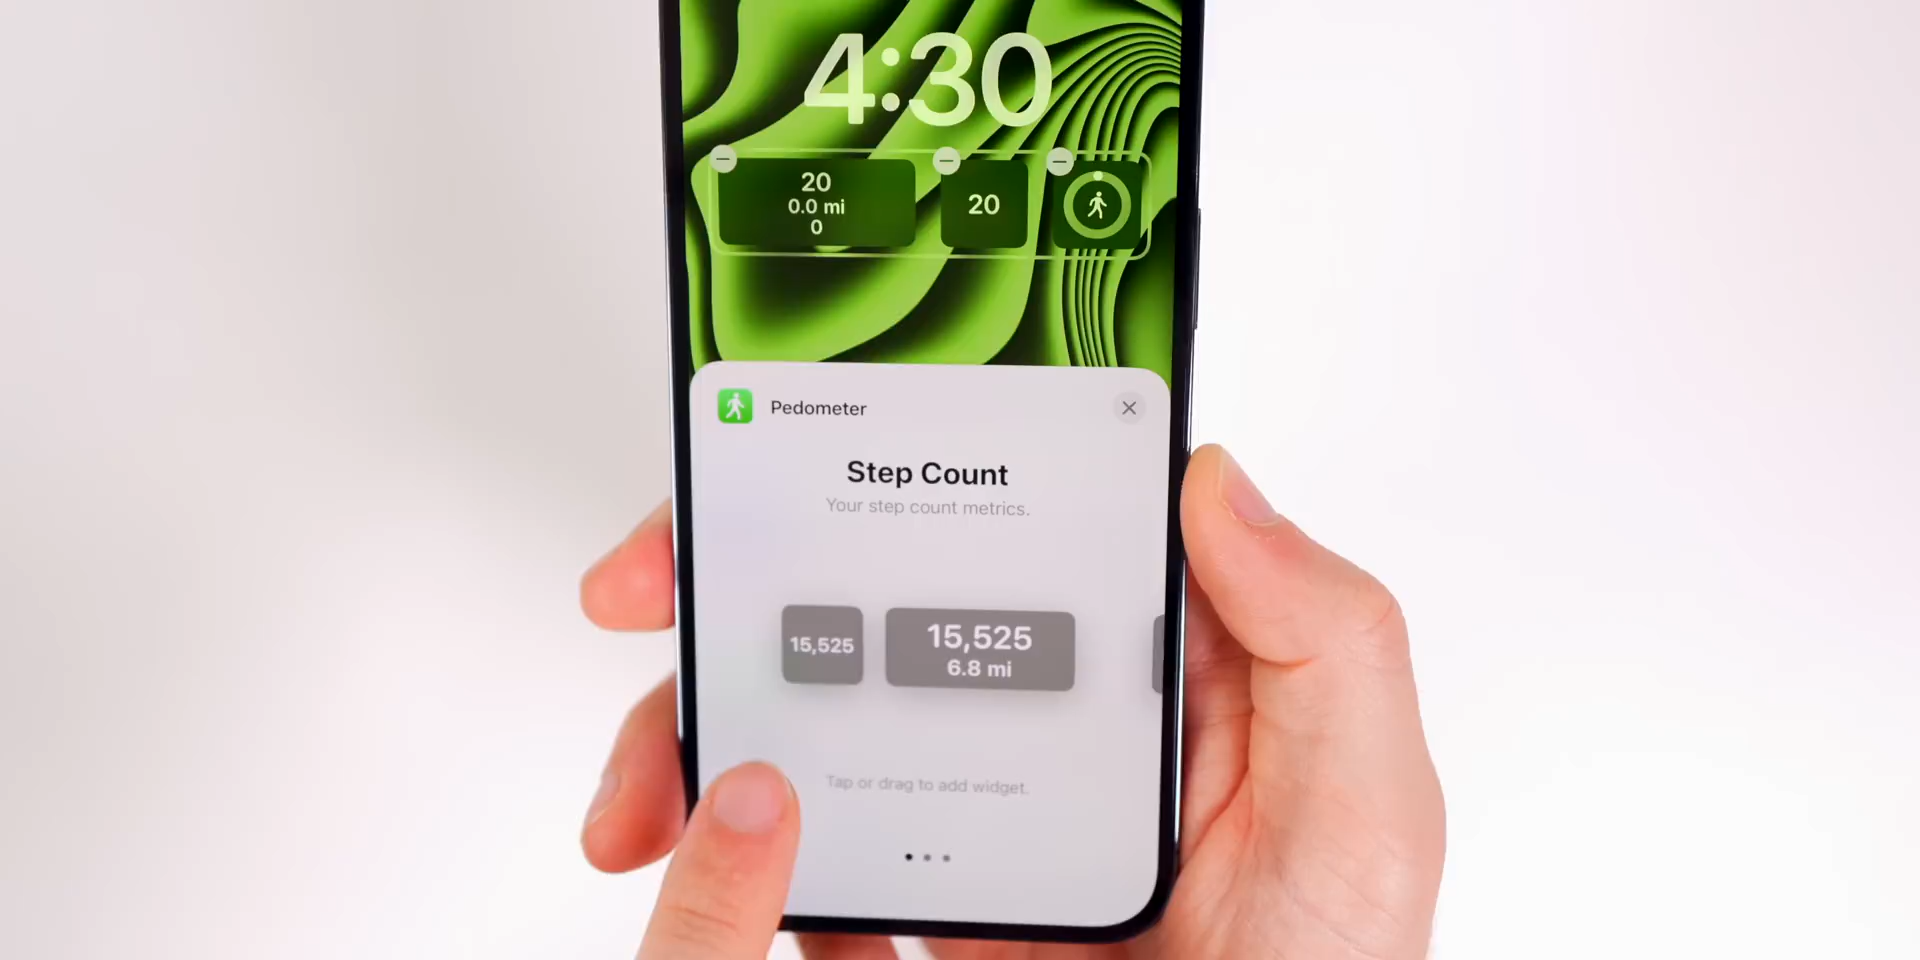 4:30
20
0.0 mi
0
20
Pedometer
Step Count
Your step count metrics.
15,525
15,525
6.8 mi
Tap or drag to add widget.